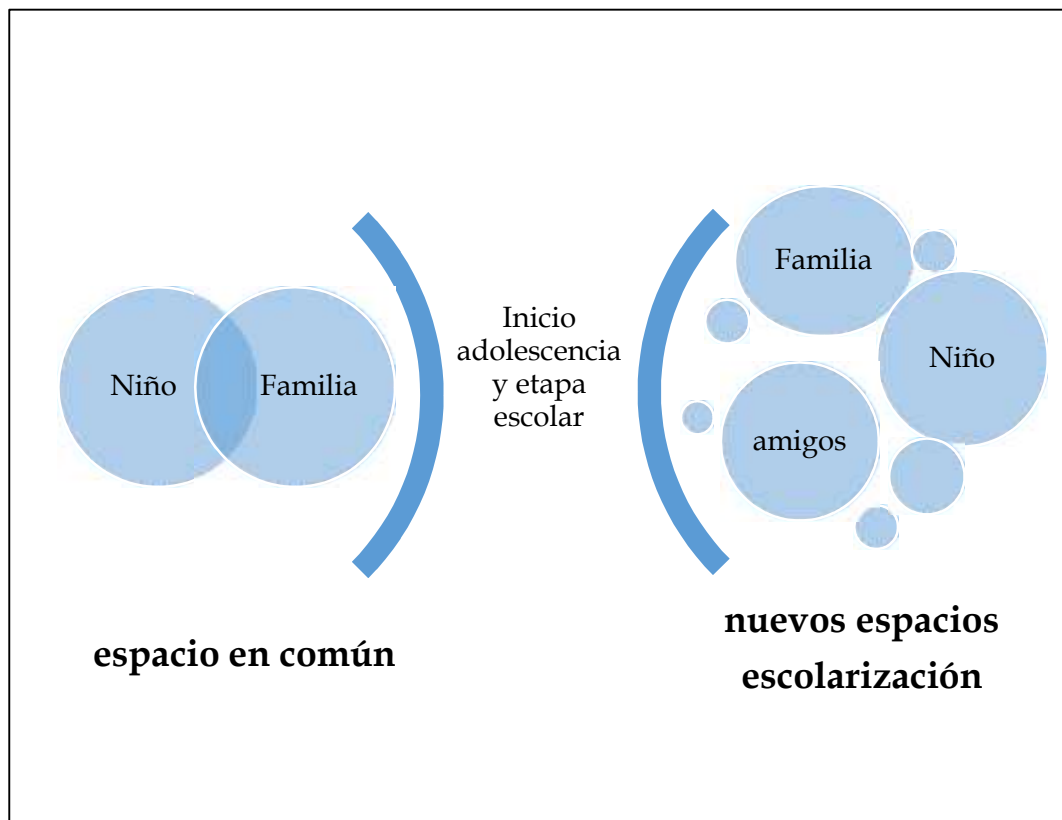 Niño
Familia
espacio en común
Inicio
adolescencia
y etapa
escolar
Familia
Niño
amigos
nuevos espacios
escolarización